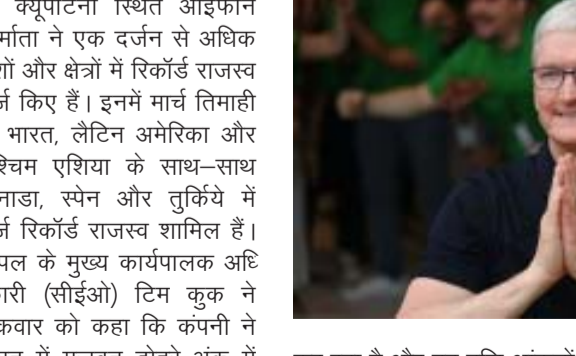 क्यूपर्टिनो स्थित आईफोन
र्माता ने एक दर्जन से अधिक
शों और क्षेत्रों में रिकॉर्ड राजस्व
र्ज किए हैं। इनमें मार्च तिमाही
भारत, लैटिन अमेरिका और
श्चिम एशिया के साथ–साथ
नाडा, स्पेन और तुर्किये में
र्ज रिकॉर्ड राजस्व शामिल हैं।
पल के मुख्य कार्यपालक अधि
कारी (सीईओ) टिम कुक ने
कवार को कहा कि कंपनी ने